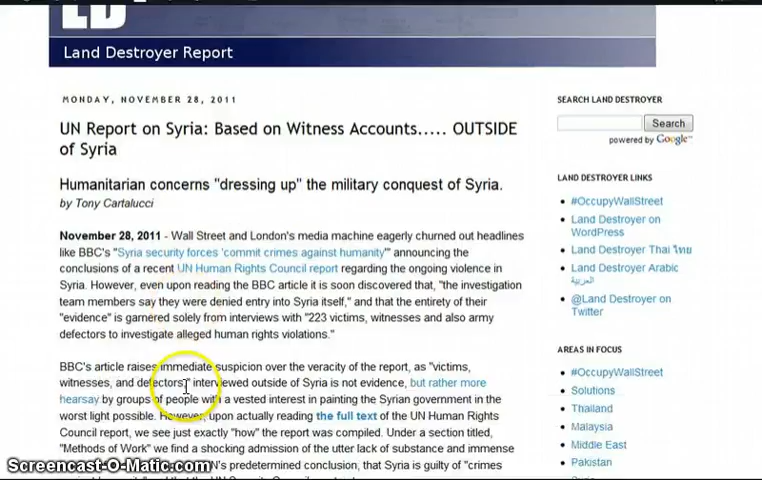 LD
Land Destroyer Report
MONDAY, NOVEMBER 28, 2011
UN Report on Syria: Based on Witness Accounts..... OUTSIDE
of Syria
Humanitarian concerns "dressing up" the military conquest of Syria.
by Tony Cartalucci
November 28, 2011 - Wall Street and London's media machine eagerly churned out headlines
like BBC's "Syria security forces 'commit crimes against humanity'" announcing the
conclusions of a recent UN Human Rights Council report regarding the ongoing violence in
Syria. However, even upon reading the BBC article it is soon discovered that, "the investigation
team members say they were denied entry into Syria itself," and that the entirety of their
"evidence" is garnered solely from interviews with "223 victims, witnesses and also army
defectors to investigate alleged human rights violations."
BBC's article raises immediate suspicion over the veracity of the report, as "victims,
witnesses, and defectors" interviewed outside of Syria is not evidence, but rather more
hearsay by groups of people with a vested interest in painting the Syrian government in the
worst light possible. However, upon actually reading the full text of the UN Human Rights
Council report, we see just exactly "how" the report was compiled. Under a section titled,
"Methods of Work" we find a shocking admission of the utter lack of substance and immense
N's predetermined conclusion, that Syria is guilty of "crimes
SEARCH LAND DESTROYER
Search
powered by Google™
LAND DESTROYER LINKS
#OccupyWallStreet
Land Destroyer on
WordPress
Land Destroyer Thai ไทย
Land Destroyer Arabic
العربية
@Land Destroyer on
Twitter
AREAS IN FOCUS
#OccupyWallStreet
Solutions
Thailand
Malaysia
Middle East
Pakistan
Screencast-O-Matic.com